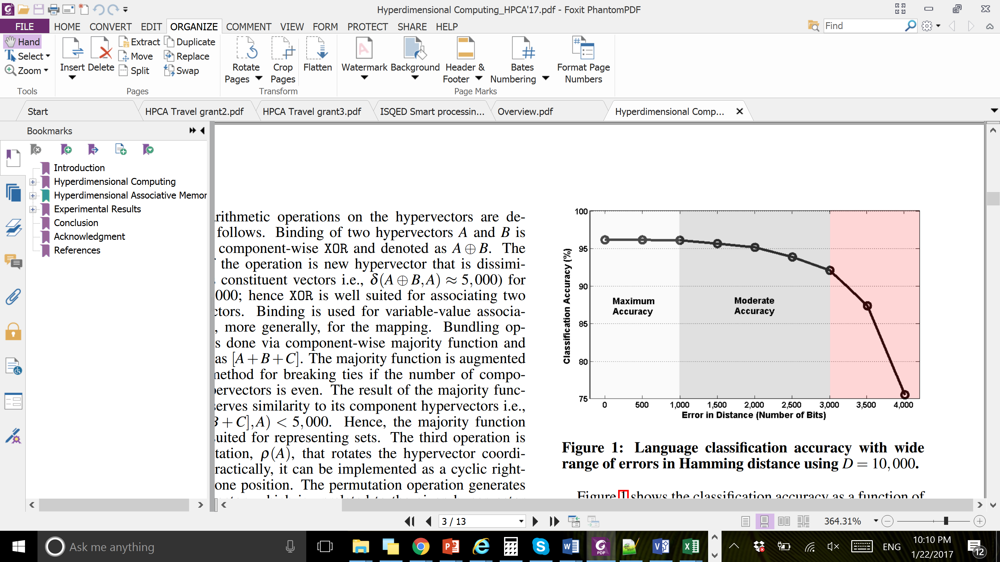 Hyperdimensional Computing_HPCA'17.pdf - Foxit PhantomPDF
FILE HOME CONVERT EDIT ORGANIZE COMMENT VIEW FORM PROTECT SHARE HELP
Find
Hand
Select
Zoom
Tools
Insert
Delete
Extract
Move
Split
Duplicate
Replace
Swap
Pages
Rotate
Pages
Crop
Pages
Flatten
Transform
Watermark
Background
Header &
Footer
Bates
Numbering
Format Page
Numbers
Page Marks
Start
HPCA Travel grant2.pdf
HPCA Travel grant3.pdf
ISQED Smart processin...
Overview.pdf
Hyperdimensional Comp...
Bookmarks
Introduction
Hyperdimensional Computing
Hyperdimensional Associative Memor
Experimental Results
Conclusion
Acknowledgment
References
rithmetic operations on the hypervectors are de-
follows. Binding of two hypervectors A and B is
component-wise XOR and denoted as A ⊕ B. The
the operation is new hypervector that is dissimi-
constituent vectors i.e., δ(A ⊕ B, A) ≈ 5,000) for
000; hence XOR is well suited for associating two
ctors. Binding is used for variable-value associa-
, more generally, for the mapping. Bundling op-
s done via component-wise majority function and
as [A + B + C]. The majority function is augmented
nethod for breaking ties if the number of compo-
pervectors is even. The result of the majority func-
serves similarity to its component hypervectors i.e.,
B + C], A) < 5,000. Hence, the majority function
suited for representing sets. The third operation is
tation, ρ(A), that rotates the hypervector coordi-
ractically, it can be implemented as a cyclic right-
one position. The permutation operation generates
100
95
90
85
80
75
Classification Accuracy (%)
Maximum
Accuracy
Moderate
Accuracy
0 500 1,000 1,500 2,000 2,500 3,000 3,500 4,000
Error in Distance (Number of Bits)
Figure 1: Language classification accuracy with wide
range of errors in Hamming distance using D = 10,000.
Figure 1 shows the classification accuracy as a function of
3 / 13
364.31%
Ask me anything
ENG
10:10 PM
1/22/2017
12